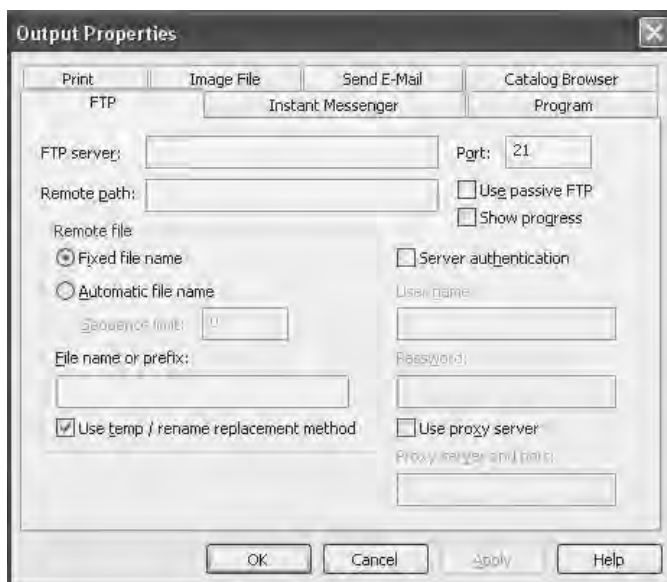 Output Properties
Print Image File Send E-Mail Catalog Browser
FTP Instant Messenger Program
FTP server: Port: 21
Remote path: Use passive FTP
Show progress
Remote file
Fixed file name Server authentication
Automatic file name User name:
Sequence limit: 0
File name or prefix: Password:
Use temp / rename replacement method Use proxy server
Proxy server and port:
OK Cancel Apply Help